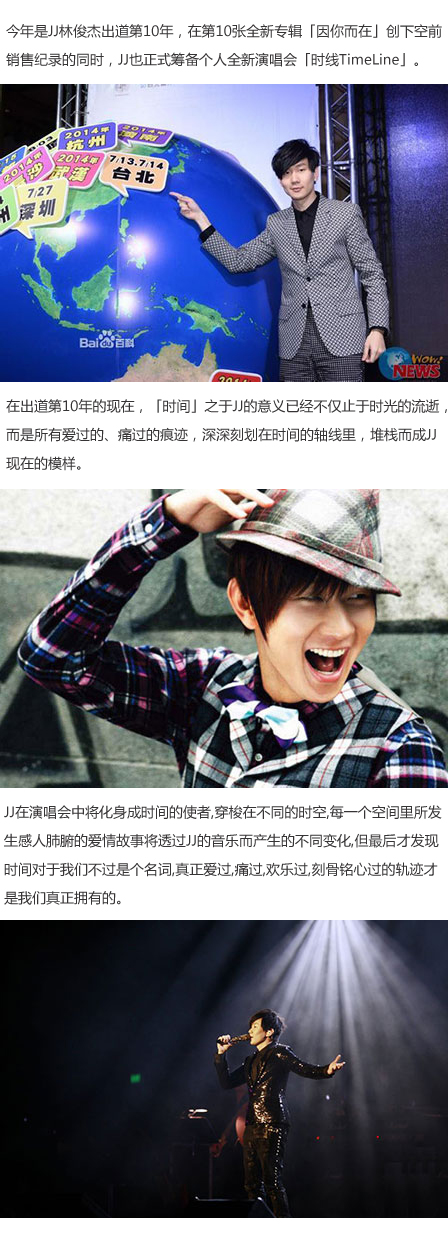 今年是JJ林俊杰出道第10年，在第10张全新专辑「因你而在」创下空前
销售纪录的同时，JJ也正式筹备个人全新演唱会「时线TimeLine」。
2014年
济南
2014年
杭州
2014年
武漢
7/13.7/14
台北
7/27
深圳
Bai百科
Wow!
NEWS
在出道第10年的现在，「时间」之于JJ的意义已经不仅止于时光的流逝，
而是所有爱过的、痛过的痕迹，深深刻划在时间的轴线里，堆栈而成JJ
现在的模样。
JJ在演唱会中将化身成时间的使者,穿梭在不同的时空,每一个空间里所发
生感人肺腑的爱情故事将透过JJ的音乐而产生的不同变化,但最后才发现
时间对于我们不过是个名词,真正爱过,痛过,欢乐过,刻骨铭心过的轨迹才
是我们真正拥有的。